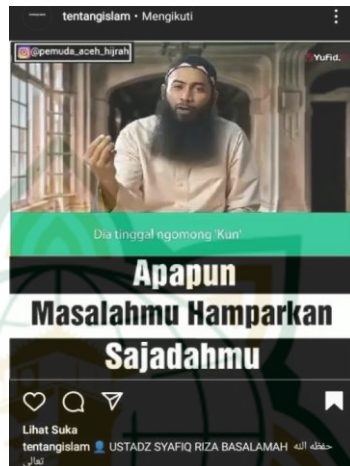 tentangislam • Mengikuti
@pemuda_aceh_hijrah
YUFID.
Dia tinggal ngomong 'Kun'
Apapun
Masalahmu Hamparkan
Sajadahmu
Lihat Suka
tentangislam 👤 USTADZ SYAFIQ RIZA BASALAMAH حفظه الله
تعالى